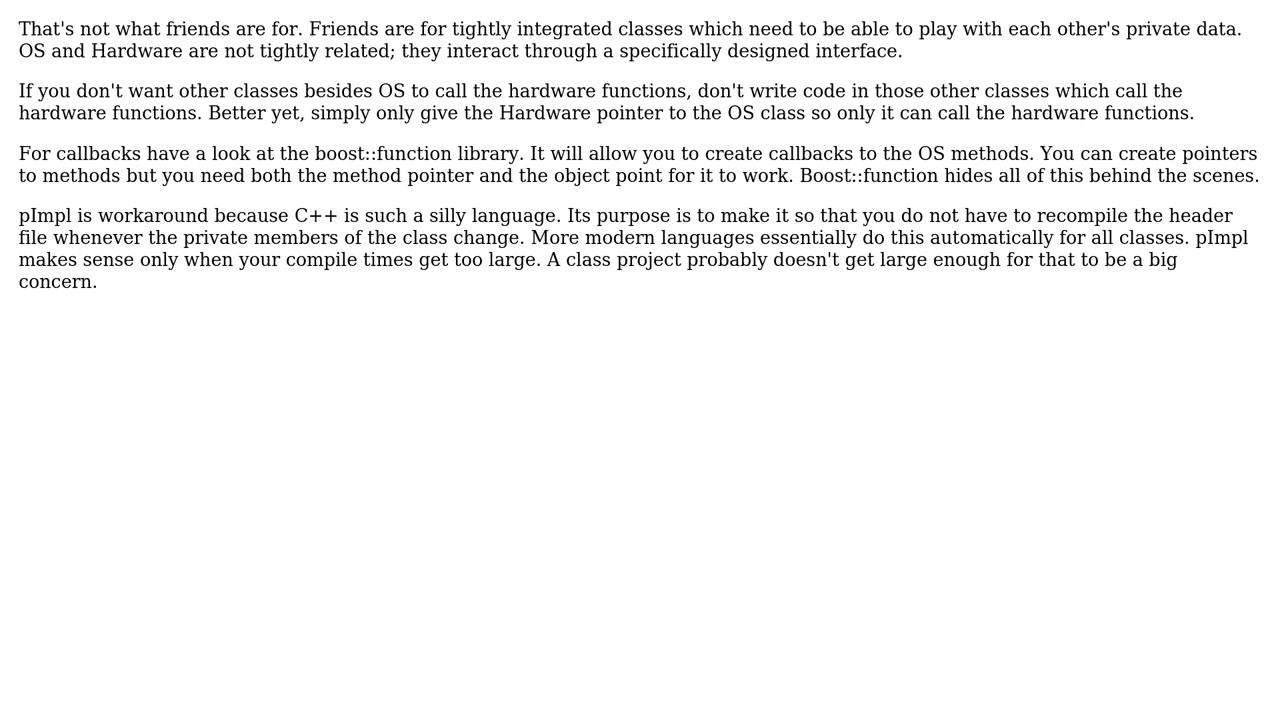 That's not what friends are for. Friends are for tightly integrated classes which need to be able to play with each other's private data.
OS and Hardware are not tightly related; they interact through a specifically designed interface.
If you don't want other classes besides OS to call the hardware functions, don't write code in those other classes which call the
hardware functions. Better yet, simply only give the Hardware pointer to the OS class so only it can call the hardware functions.
For callbacks have a look at the boost::function library. It will allow you to create callbacks to the OS methods. You can create pointers
to methods but you need both the method pointer and the object point for it to work. Boost::function hides all of this behind the scenes.
pImpl is workaround because C++ is such a silly language. Its purpose is to make it so that you do not have to recompile the header
file whenever the private members of the class change. More modern languages essentially do this automatically for all classes. pImpl
makes sense only when your compile times get too large. A class project probably doesn't get large enough for that to be a big
concern.